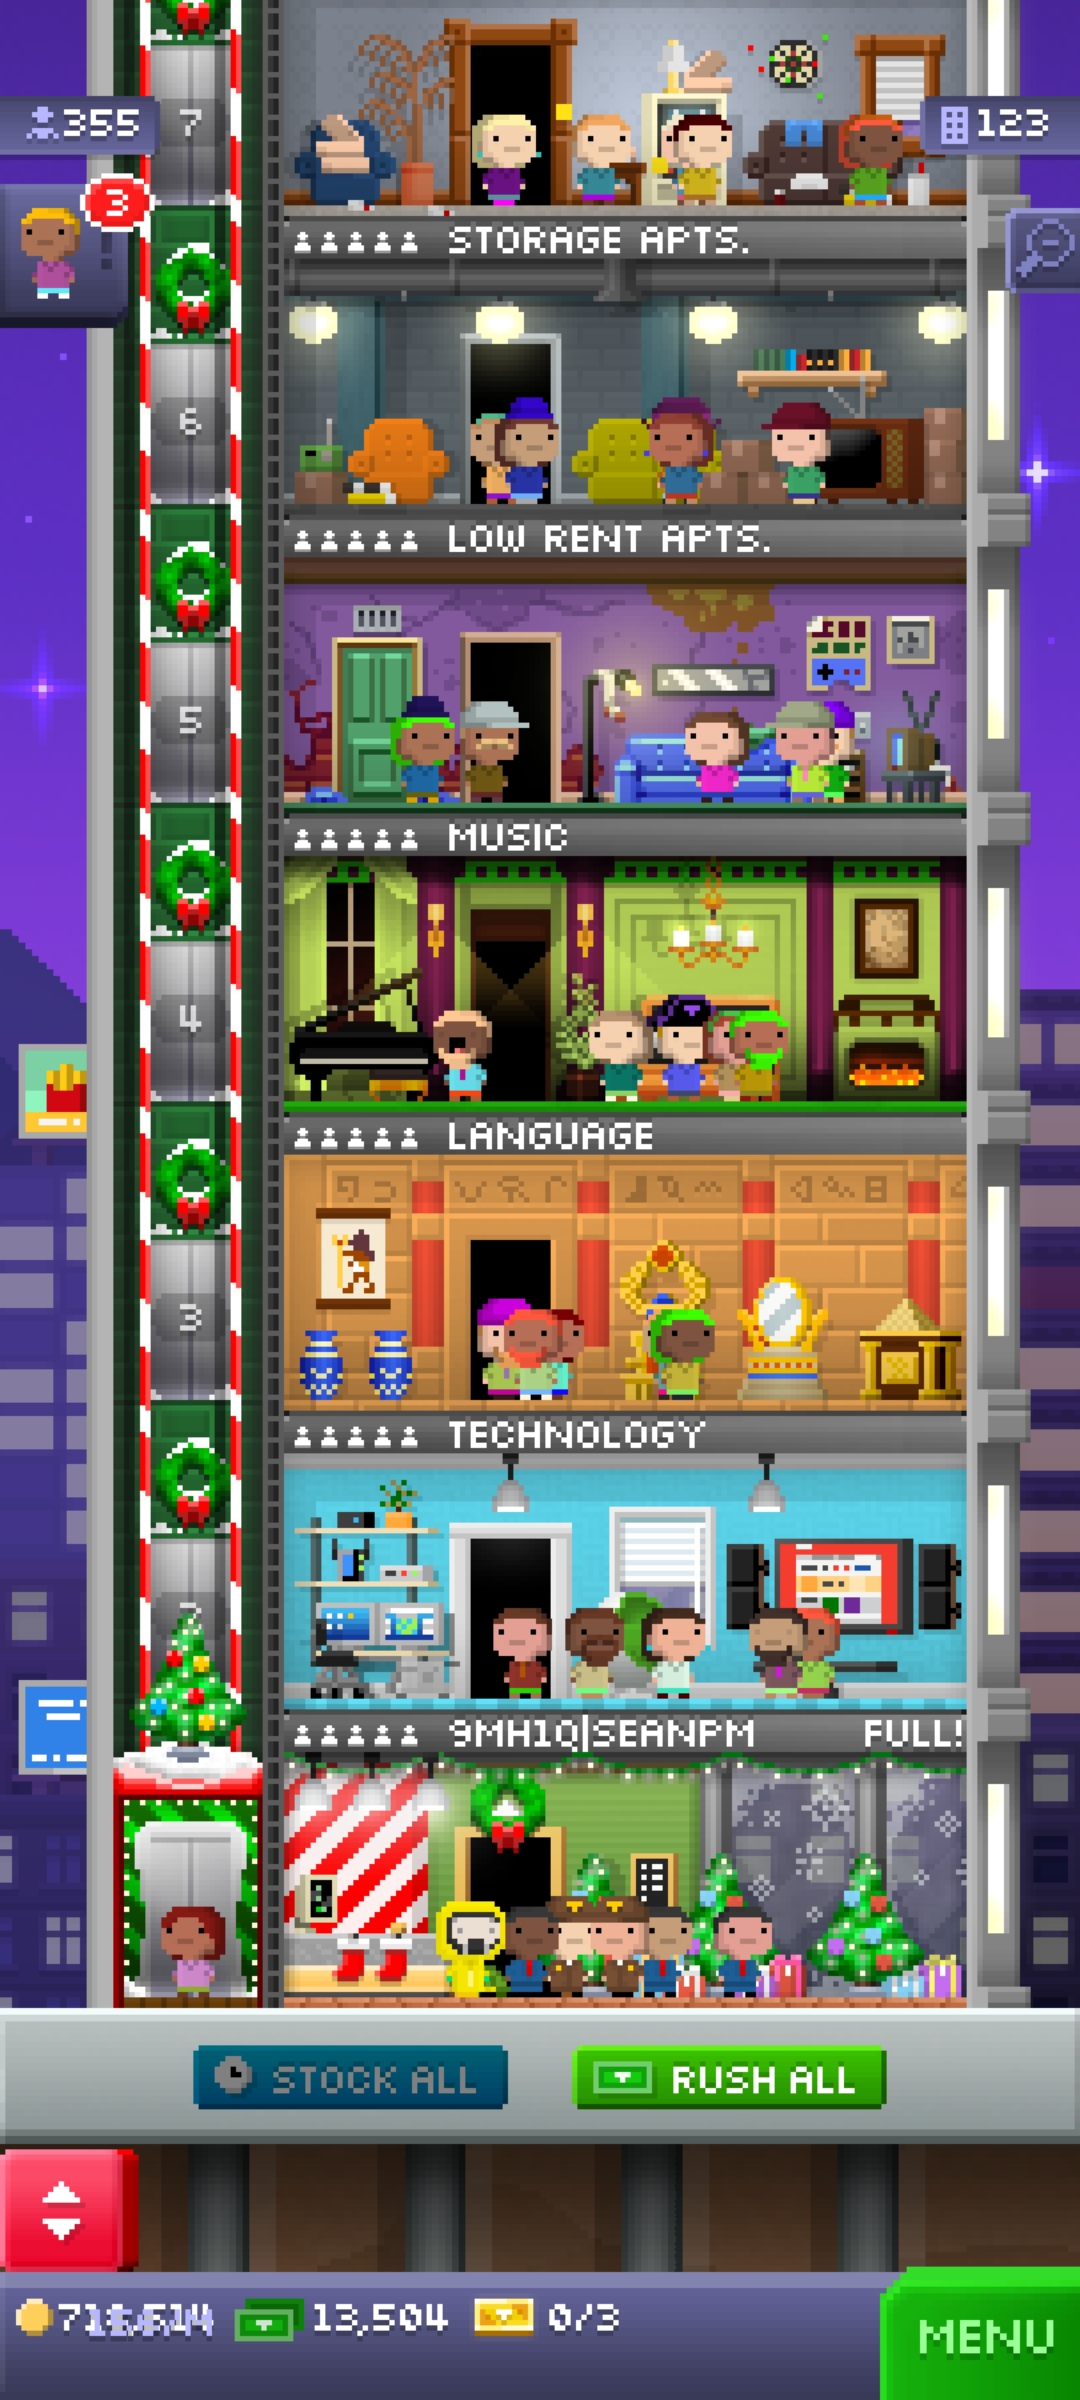 7
355
123
3
STORAGE APTS.
6
LOW RENT APTS.
5
MUSIC
4
LANGUAGE
3
TECHNOLOGY
9MH1Q|SEANPM FULL!
STOCK ALL
RUSH ALL
13,504
0/3
MENU